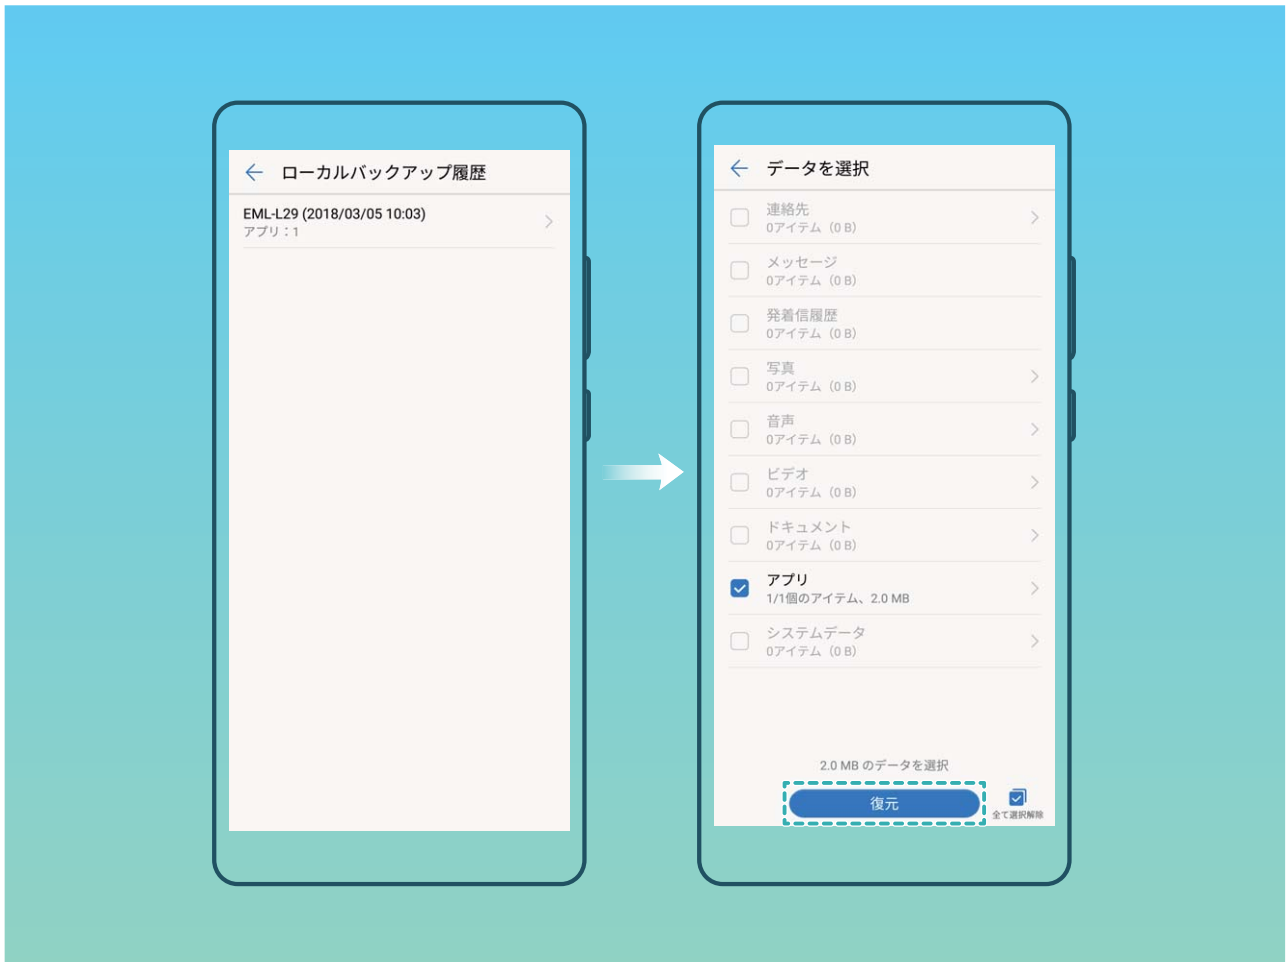 ローカルバックアップ履歴
EML-L29 (2018/03/05 10:03)
アプリ：1
データを選択
連絡先
0アイテム（0 B）
メッセージ
0アイテム（0 B）
発着信履歴
0アイテム（0 B）
写真
0アイテム（0 B）
音声
0アイテム（0 B）
ビデオ
0アイテム（0 B）
ドキュメント
0アイテム（0 B）
アプリ
1/1個のアイテム、2.0 MB
システムデータ
0アイテム（0 B）
2.0 MB のデータを選択
復元
全て選択解除